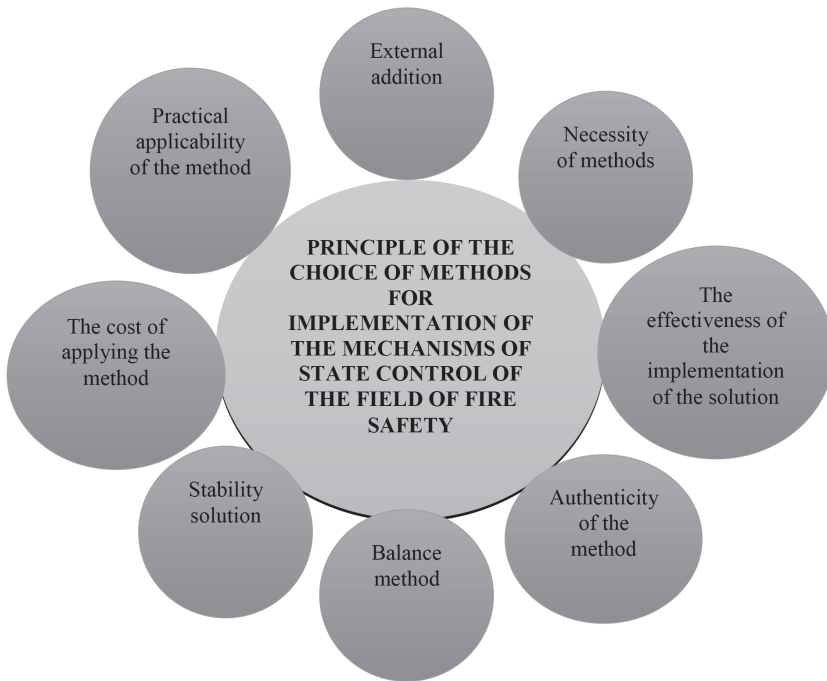 External
addition
Necessity
of methods
The
effectiveness of
the
implementation
of the solution
Authenticity
of the
method
Balance
method
Stability
solution
The cost of
applying the
method
Practical
applicability
of the method
PRINCIPLE OF THE
CHOICE OF METHODS
FOR
IMPLEMENTATION OF
THE MECHANISMS OF
STATE CONTROL OF
THE FIELD OF FIRE
SAFETY